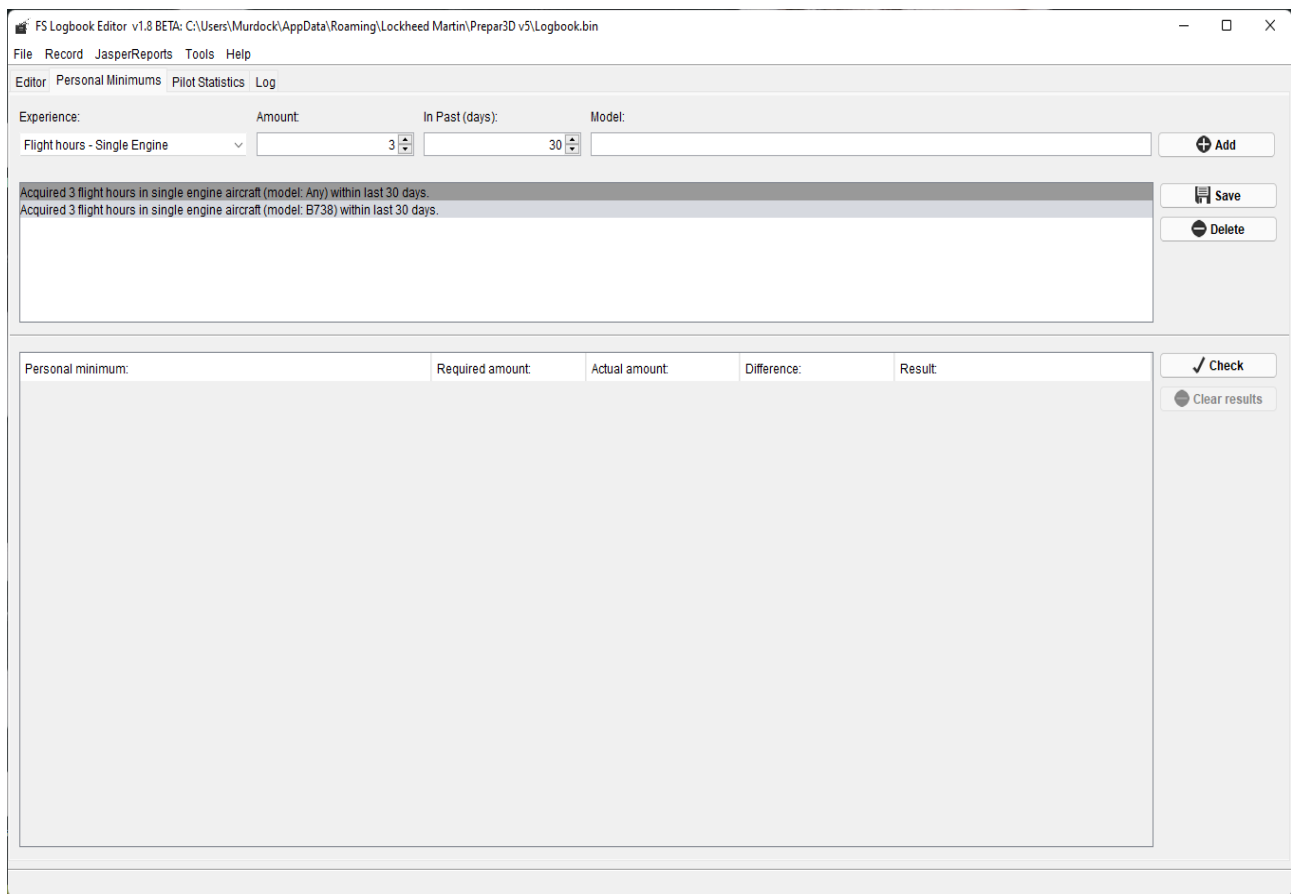 FS Logbook Editor v1.8 BETA: C:\Users\Murdock\AppData\Roaming\Lockheed Martin\Prepar3D v5\Logbook.bin
File Record JasperReports Tools Help
Editor Personal Minimums Pilot Statistics Log
Experience: Amount: In Past (days): Model:
Flight hours - Single Engine 3 30 Add
Acquired 3 flight hours in single engine aircraft (model: Any) within last 30 days.
Save
Acquired 3 flight hours in single engine aircraft (model: B738) within last 30 days.
Delete
Personal minimum: Required amount: Actual amount: Difference: Result: Check
Clear results